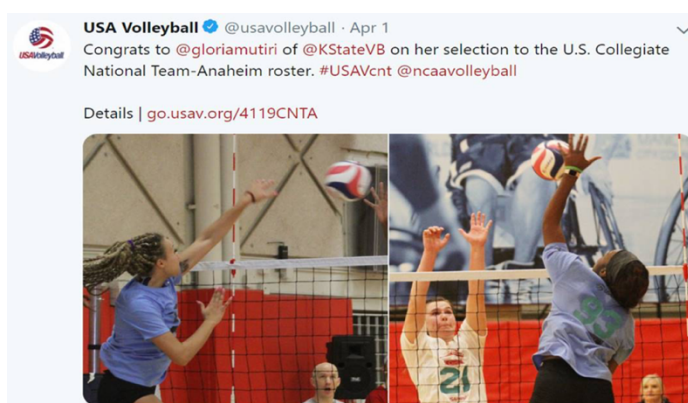 USA Volleyball @usavolleyball · Apr 1
USAVolleyball
Congrats to @gloriamutiri of @KStateVB on her selection to the U.S. Collegiate
National Team-Anaheim roster. #USAVcnt @ncaavolleyball
Details | go.usav.org/4119CNTA
21
93